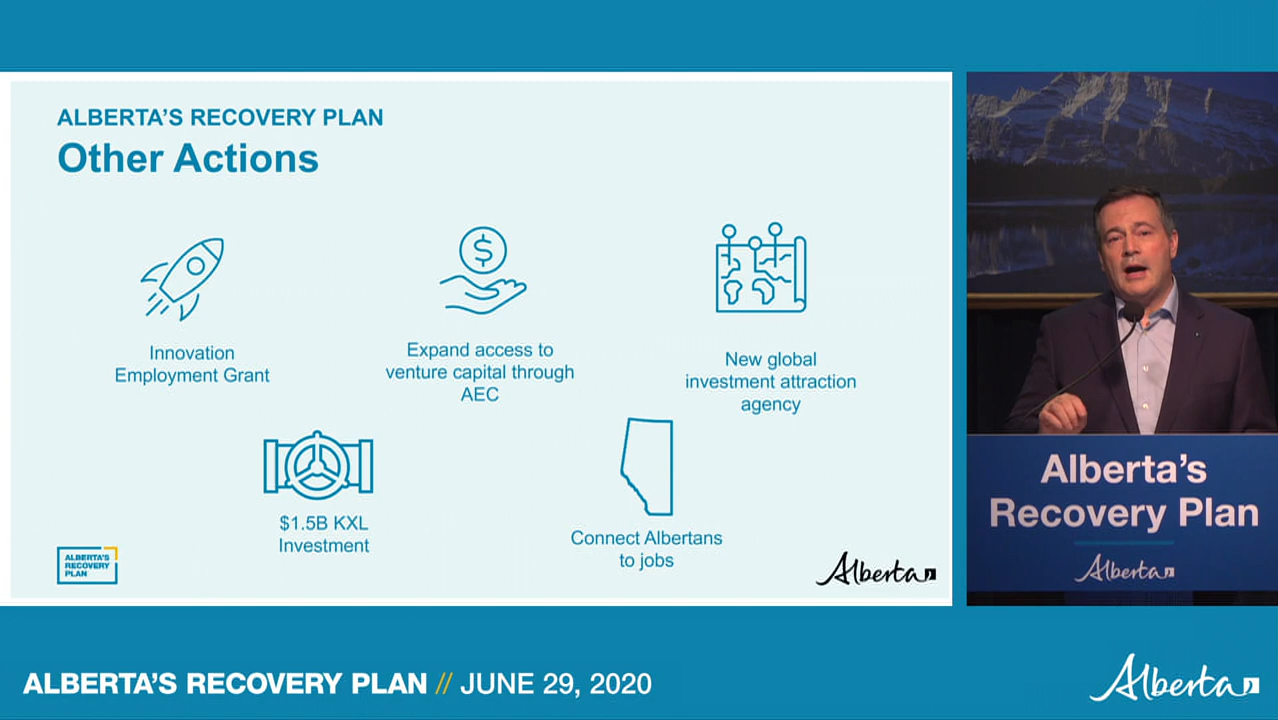 ALBERTA'S RECOVERY PLAN
Other Actions
Innovation
Employment Grant
$
Expand access to
venture capital through
AEC
New global
investment attraction
agency
$1.5B KXL
Investment
Connect Albertans
to jobs
ALBERTA'S
RECOVERY
PLAN
Alberta
Alberta's
Recovery Plan
Alberta
ALBERTA'S RECOVERY PLAN // JUNE 29, 2020
Alberta